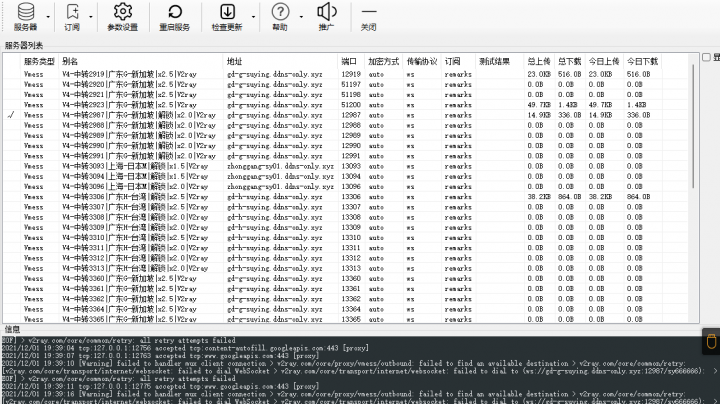 服务器 订阅 参数设置 重启服务 检查更新 帮助 推广 关闭
服务器列表
服务类型 别名 地址 端口 加密方式 传输协议 订阅 测试结果 总上传 总下载 今日上传 今日下载
Vmess V4-中转2919|广东G-新加坡|x2.5|V2ray gd-g-suying.ddns-only.xyz 12919 auto ws remarks 23.0KB 516.0B 23.0KB 516.0B
Vmess V4-中转2920|广东G-新加坡|x2.5|V2ray gd-g-suying.ddns-only.xyz 51197 auto ws remarks 0.0B 0.0B 0.0B 0.0B
Vmess V4-中转2921|广东G-新加坡|x2.5|V2ray gd-g-suying.ddns-only.xyz 51198 auto ws remarks 0.0B 0.0B 0.0B 0.0B
Vmess V4-中转2923|广东G-新加坡|x2.5|V2ray gd-g-suying.ddns-only.xyz 51200 auto ws remarks 49.7KB 1.4KB 49.7KB 1.4KB
✓ Vmess V4-中转2987|广东G-新加坡|解锁|x2.0|V2ray gd-g-suying.ddns-only.xyz 12987 auto ws remarks 14.9KB 336.0B 14.9KB 336.0B
Vmess V4-中转2988|广东G-新加坡|解锁|x2.0|V2ray gd-g-suying.ddns-only.xyz 12988 auto ws remarks 0.0B 0.0B 0.0B 0.0B
Vmess V4-中转2989|广东G-新加坡|解锁|x2.0|V2ray gd-g-suying.ddns-only.xyz 12989 auto ws remarks 0.0B 0.0B 0.0B 0.0B
Vmess V4-中转2990|广东G-新加坡|解锁|x2.0|V2ray gd-g-suying.ddns-only.xyz 12990 auto ws remarks 0.0B 0.0B 0.0B 0.0B
Vmess V4-中转2991|广东G-新加坡|解锁|x2.0|V2ray gd-g-suying.ddns-only.xyz 12991 auto ws remarks 0.0B 0.0B 0.0B 0.0B
Vmess V4-中转3093|上海-日本M|解锁|x1.5|V2ray zhonggang-sy01.ddns-only.xyz 13093 auto ws remarks 0.0B 0.0B 0.0B 0.0B
Vmess V4-中转3094|上海-日本M|解锁|x1.5|V2ray zhonggang-sy01.ddns-only.xyz 13094 auto ws remarks 0.0B 0.0B 0.0B 0.0B
Vmess V4-中转3096|上海-日本M|解锁|x2.0|V2ray zhonggang-sy01.ddns-only.xyz 13096 auto ws remarks 0.0B 0.0B 0.0B 0.0B
Vmess V4-中转3306|广东H-台湾|解锁|x2.5|V2ray gd-h-suying.ddns-only.xyz 13306 auto ws remarks 38.2KB 864.0B 38.2KB 864.0B
Vmess V4-中转3307|广东H-台湾|解锁|x2.5|V2ray gd-h-suying.ddns-only.xyz 13307 auto ws remarks 0.0B 0.0B 0.0B 0.0B
Vmess V4-中转3308|广东H-台湾|解锁|x2.5|V2ray gd-h-suying.ddns-only.xyz 13308 auto ws remarks 0.0B 0.0B 0.0B 0.0B
Vmess V4-中转3309|广东H-台湾|解锁|x2.5|V2ray gd-h-suying.ddns-only.xyz 13309 auto ws remarks 0.0B 0.0B 0.0B 0.0B
Vmess V4-中转3310|广东H-台湾|解锁|x2.5|V2ray gd-h-suying.ddns-only.xyz 13310 auto ws remarks 0.0B 0.0B 0.0B 0.0B
Vmess V4-中转3311|广东H-台湾|解锁|x2.5|V2ray gd-h-suying.ddns-only.xyz 13311 auto ws remarks 0.0B 0.0B 0.0B 0.0B
Vmess V4-中转3312|广东H-台湾|解锁|x2.0|V2ray gd-h-suying.ddns-only.xyz 13312 auto ws remarks 0.0B 0.0B 0.0B 0.0B
Vmess V4-中转3313|广东H-台湾|解锁|x2.0|V2ray gd-h-suying.ddns-only.xyz 13313 auto ws remarks 0.0B 0.0B 0.0B 0.0B
Vmess V4-中转3360|广东G-新加坡|x2.5|V2ray gd-g-suying.ddns-only.xyz 13360 auto ws remarks 0.0B 0.0B 0.0B 0.0B
Vmess V4-中转3361|广东G-新加坡|x2.5|V2ray gd-g-suying.ddns-only.xyz 13361 auto ws remarks 0.0B 0.0B 0.0B 0.0B
Vmess V4-中转3362|广东G-新加坡|x2.5|V2ray gd-g-suying.ddns-only.xyz 13362 auto ws remarks 0.0B 0.0B 0.0B 0.0B
Vmess V4-中转3364|广东G-新加坡|x2.5|V2ray gd-g-suying.ddns-only.xyz 13364 auto ws remarks 0.0B 0.0B 0.0B 0.0B
Vmess V4-中转3365|广东G-新加坡|x2.5|V2ray gd-g-suying.ddns-only.xyz 13365 auto ws remarks 0.0B 0.0B 0.0B 0.0B
信息
EOF] > v2ray.com/core/common/retry: all retry attempts failed
2021/12/01 19:39:04 tcp:127.0.0.1:12756 accepted tcp:content-autofill.googleapis.com:443 [proxy]
2021/12/01 19:39:07 tcp:127.0.0.1:12763 accepted tcp:www.googleapis.com:443 [proxy]
2021/12/01 19:39:10 [Warning] failed to handler mux client connection > v2ray.com/core/proxy/vmess/outbound: failed to find an available destination > v2ray.com/core/common/retry:
[v2ray.com/core/transport/internet/websocket: failed to dial WebSocket > v2ray.com/core/transport/internet/websocket: failed to dial to (ws://gd-g-suying.ddns-only.xyz:12987/sy666666):  >
EOF] > v2ray.com/core/common/retry: all retry attempts failed
2021/12/01 19:39:11 tcp:127.0.0.1:12775 accepted tcp:www.googleapis.com:443 [proxy]
2021/12/01 19:39:16 [Warning] failed to handler mux client connection > v2ray.com/core/proxy/vmess/outbound: failed to find an available destination > v2ray.com/core/common/retry:
[v2ray.com/core/transport/internet/websocket: failed to dial WebSocket > v2ray.com/core/transport/internet/websocket: failed to dial to (ws://gd-g-suying.ddns-only.xyz:12987/sy666666):  >